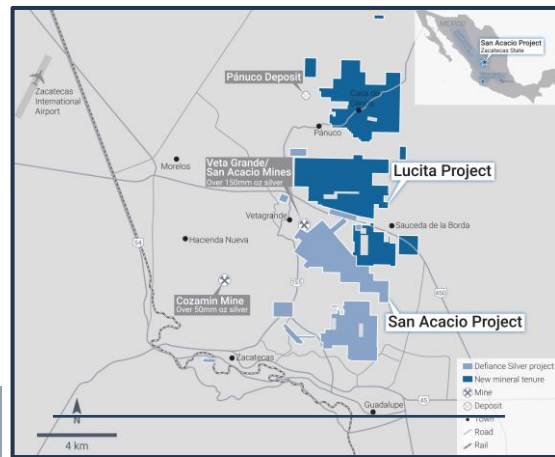 MEXICO
San Acacio Project
Zacatecas State
Zacatecas
International
Airport
Pánuco Deposit
Casa de
Cerros
Pánuco
Morelos
Veta Grande/
San Acacio Mines
Over 150mm oz silver
Lucita Project
Vetagrande
Sauceda de la Borda
54
Hacienda Nueva
Cozamin Mine
Over 50mm oz silver
San Acacio Project
Zacatecas
Guadalupe
45
N
4 km
Defiance Silver project
New mineral tenure
Mine
Deposit
Town
Road
Rail